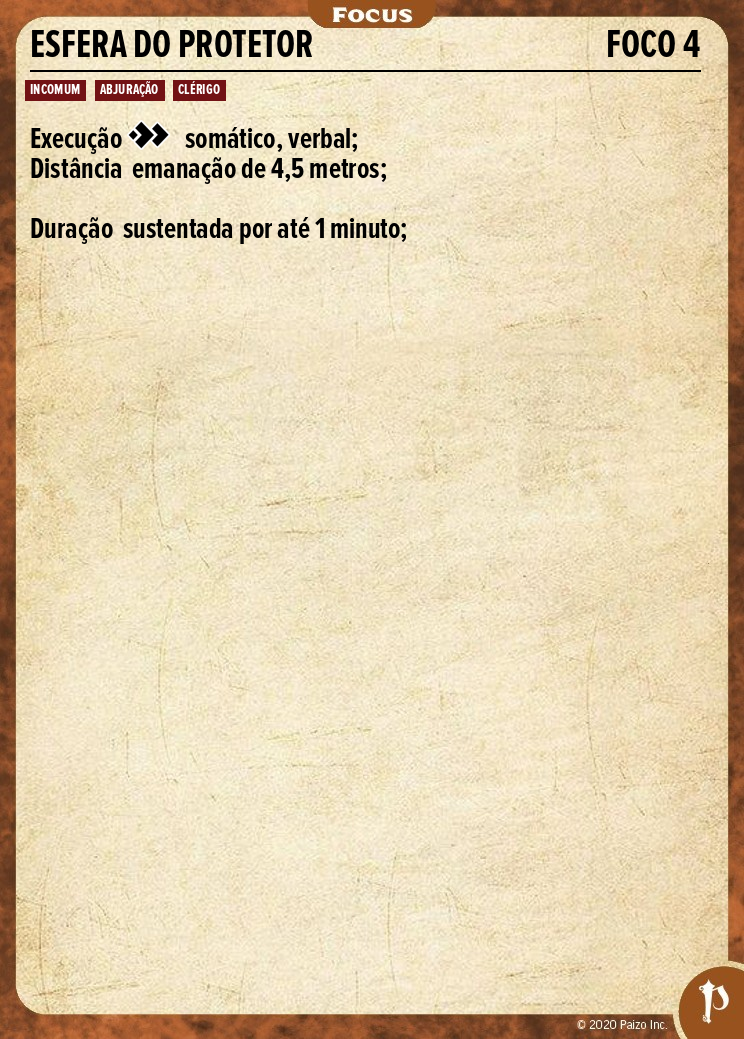 Focus
ESFERA DO PROTETOR FOCO 4
INCOMUM ABJURAÇÃO CLÉRIGO
Execução somático, verbal;
Distância emanação de 4,5 metros;
Duração sustentada por até 1 minuto;
© 2020 Paizo Inc.